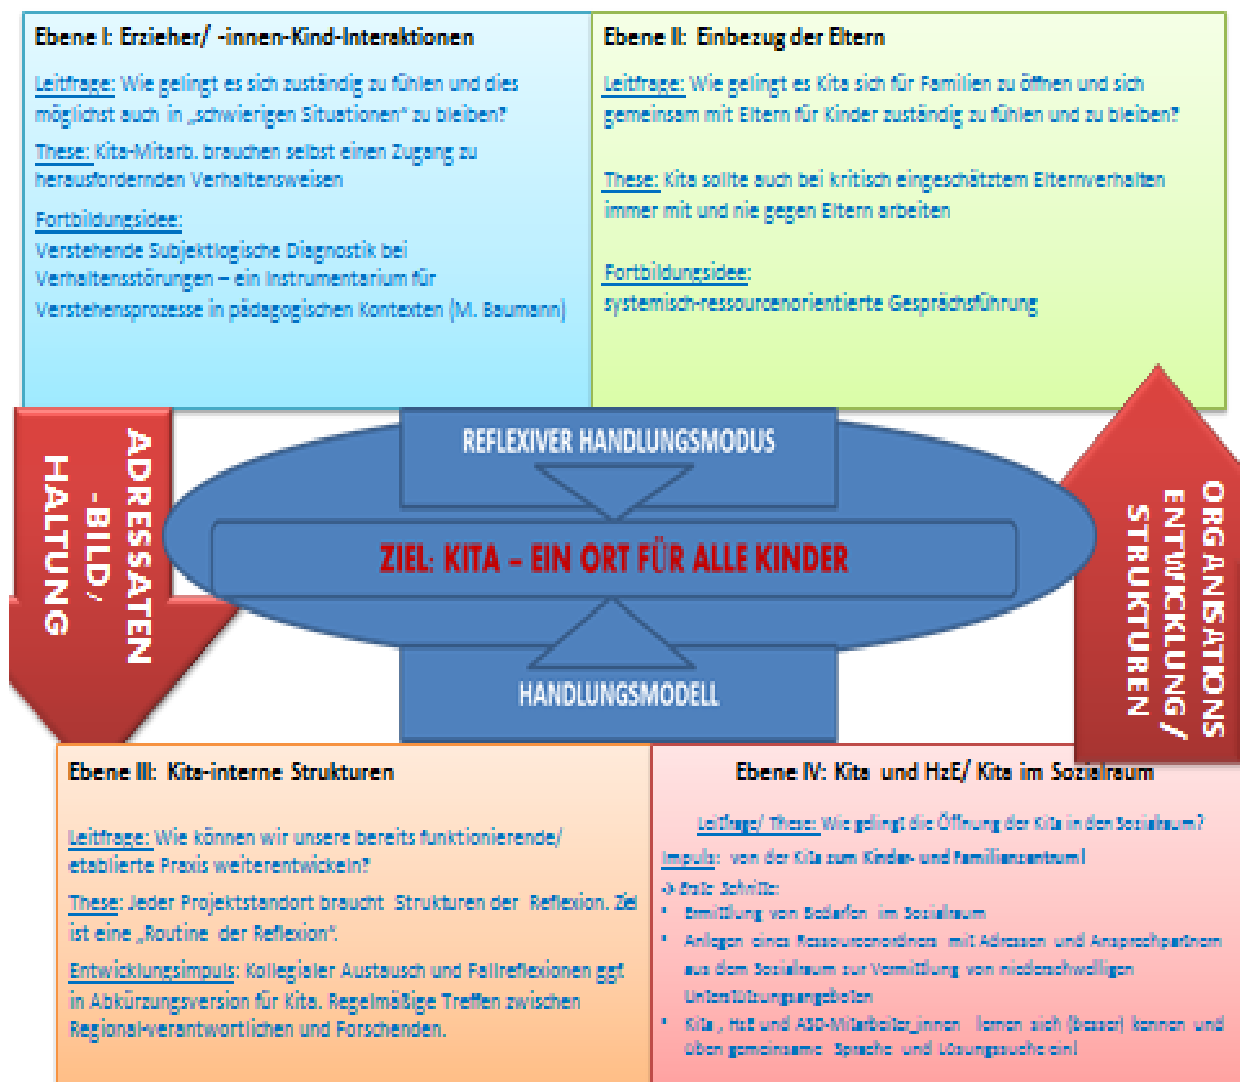 Ebene I: Erzieher/ -innen-Kind-Interaktionen
Leitfrage: Wie gelingt es sich zuständig zu fühlen und dies
möglichst auch in „schwierigen Situationen“ zu bleiben?
These: Kita-Mitarb. brauchen selbst einen Zugang zu
herausfordernden Verhaltensweisen
Fortbildungsidee:
Verstehende Subjektlogische Diagnostik bei
Verhaltensstörungen – ein Instrumentarium für
Verstehensprozesse in pädagogischen Kontexten (M. Baumann)
Ebene II: Einbezug der Eltern
Leitfrage: Wie gelingt es Kita sich für Familien zu öffnen und sich
gemeinsam mit Eltern für Kinder zuständig zu fühlen und zu bleiben?
These: Kita sollte auch bei kritisch eingeschätztem Elternverhalten
immer mit und nie gegen Eltern arbeiten
Fortbildungsidee:
systemisch-ressourcenorientierte Gesprächsführung
ADRESSATEN
-BILD/
HALTUNG
REFLEXIVER HANDLUNGSMODUS
ZIEL: KITA – EIN ORT FÜR ALLE KINDER
HANDLUNGSMODELL
ORGANISATIONS
ENTWICKLUNG/
STRUKTUREN
Ebene III: Kita-interne Strukturen
Leitfrage: Wie können wir unsere bereits funktionierende/
etablierte Praxis weiterentwickeln?
These: Jeder Projektstandort braucht Strukturen der Reflexion. Ziel
ist eine „Routine der Reflexion“.
Entwicklungsimpuls: Kollegialer Austausch und Fallreflexionen ggf.
in Abkürzungsversion für Kita. Regelmäßige Treffen zwischen
Regional-verantwortlichen und Forschenden.
Ebene IV: Kita und HzE/ Kita im Sozialraum
Leitfrage/ These: Wie gelingt die Öffnung der Kita in den Sozialraum?
Impuls: von der Kita zum Kinder- und Familienzentrum!
-> Erste Schritte:
• Ermittlung von Bedarfen im Sozialraum
• Anlegen eines Ressourcenordners mit Adressen und Ansprechpartnern
aus dem Sozialraum zur Vermittlung von niederschwelligen
Unterstützungsangeboten
• Kita, HzE und ASD-Mitarbeiter_innen lernen sich (besser) kennen und
üben gemeinsame Sprache und Lösungssuche ein!